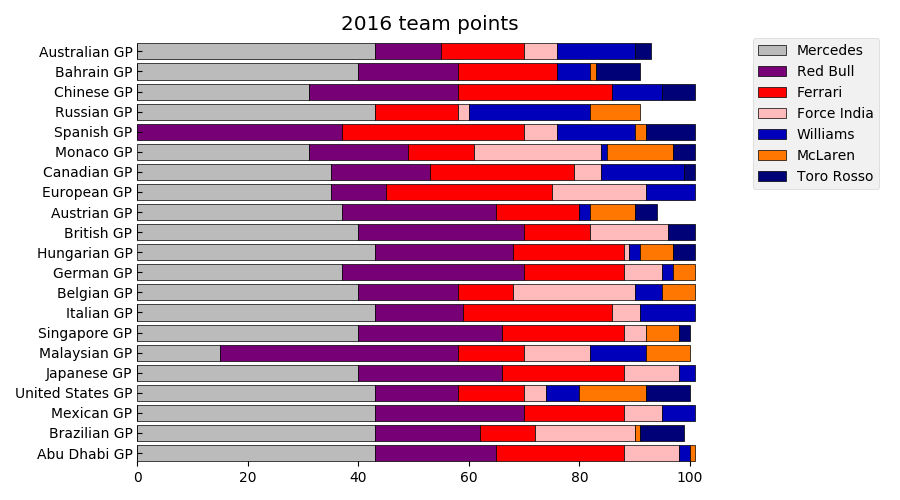 2016 team points
Australian GP
Bahrain GP
Chinese GP
Russian GP
Spanish GP
Monaco GP
Canadian GP
European GP
Austrian GP
British GP
Hungarian GP
German GP
Belgian GP
Italian GP
Singapore GP
Malaysian GP
Japanese GP
United States GP
Mexican GP
Brazilian GP
Abu Dhabi GP
0 20 40 60 80 100
Mercedes
Red Bull
Ferrari
Force India
Williams
McLaren
Toro Rosso